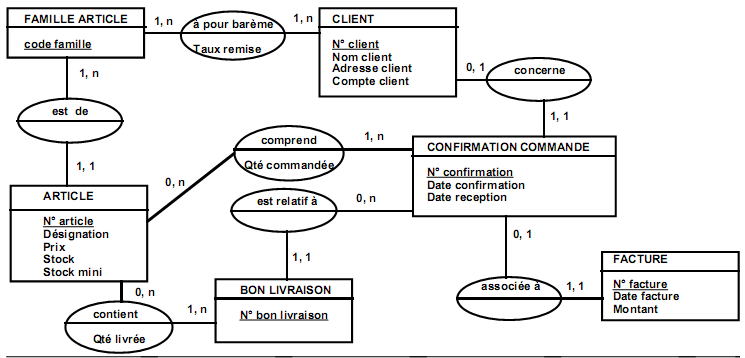 FAMILLE ARTICLE
code famille
1, n
à pour barème
Taux remise
1, n
CLIENT
N° client
Nom client
Adresse client
Compte client
0, 1
concerne
1, n
est de
1, 1
1, 1
comprend
Qté commandée
1, n
0, n
CONFIRMATION COMMANDE
N° confirmation
Date confirmation
Date reception
ARTICLE
N° article
Désignation
Prix
Stock
Stock mini
est relatif à
0, n
1, 1
0, 1
0, n
BON LIVRAISON
N° bon livraison
contient
Qté livrée
1, n
associée à
1, 1
FACTURE
N° facture
Date facture
Montant